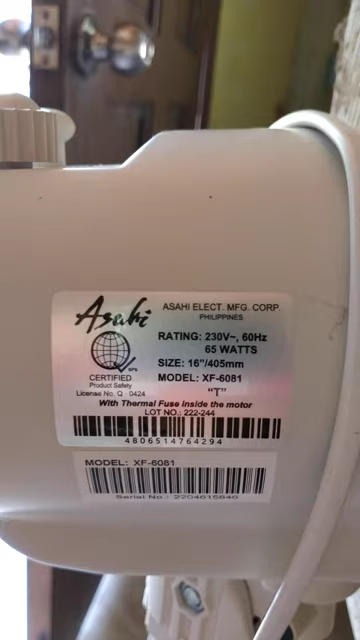 Asahi
ASAHI ELECT. MFG. CORP.
PHILIPPINES
RATING: 230V~, 60Hz
65 WATTS
SIZE: 16"/405mm
MODEL: XF-6081
"T"
BPS
CERTIFIED
Product Safety
License No. Q 0424
With Thermal Fuse Inside the motor
LOT NO.: 222-244
4806514764294
MODEL: XF-6081
Serial No.: 2204615846